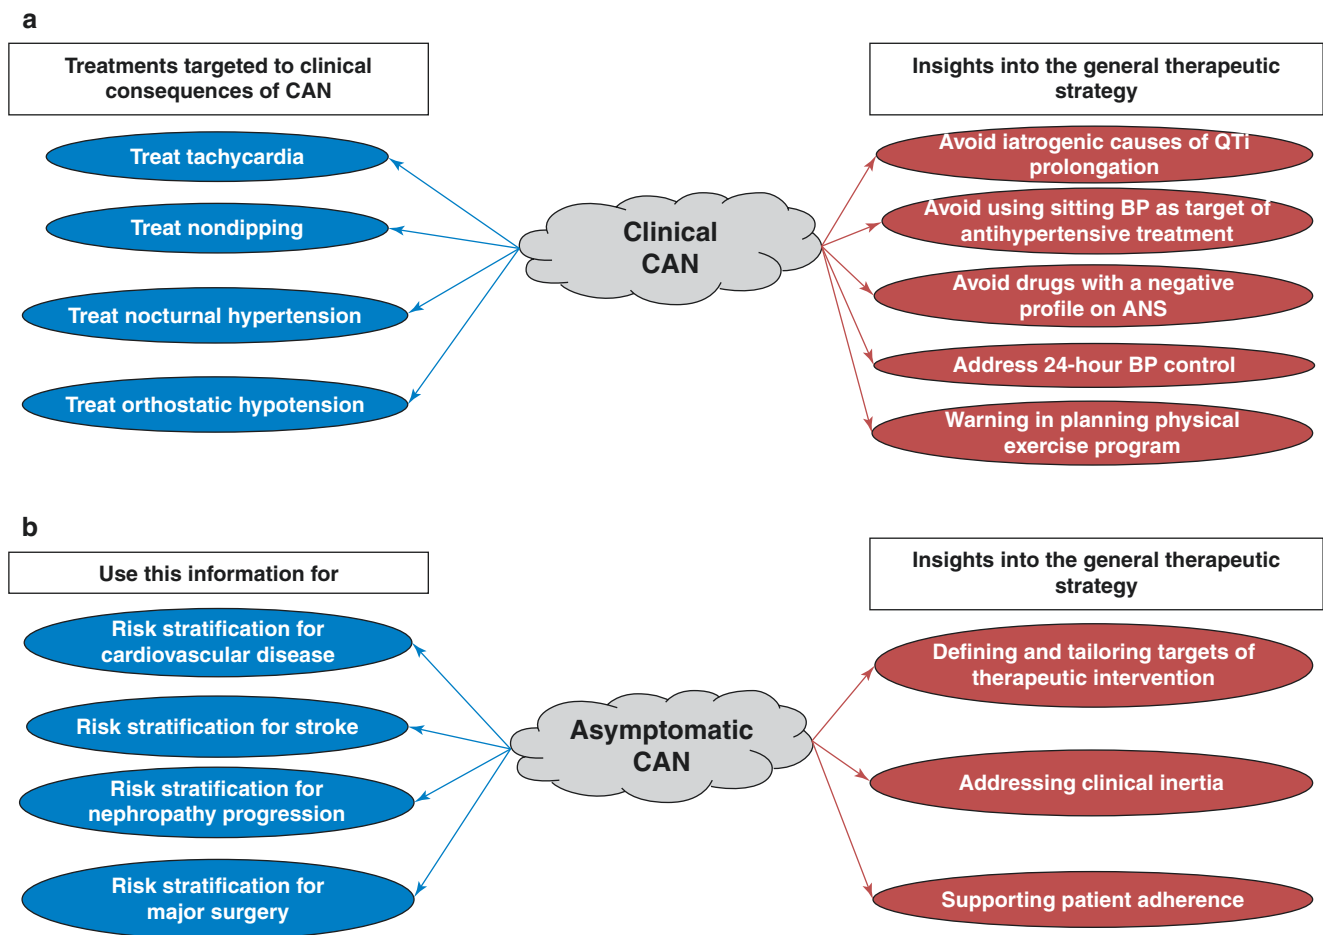 a
Treatments targeted to clinical
consequences of CAN
Treat tachycardia
Treat nondipping
Treat nocturnal hypertension
Treat orthostatic hypotension
Clinical
CAN
Insights into the general therapeutic
strategy
Avoid iatrogenic causes of QTi
prolongation
Avoid using sitting BP as target of
antihypertensive treatment
Avoid drugs with a negative
profile on ANS
Address 24-hour BP control
Warning in planning physical
exercise program
b
Use this information for
Risk stratification for
cardiovascular disease
Risk stratification for stroke
Risk stratification for
nephropathy progression
Risk stratification for
major surgery
Asymptomatic
CAN
Insights into the general therapeutic
strategy
Defining and tailoring targets of
therapeutic intervention
Addressing clinical inertia
Supporting patient adherence